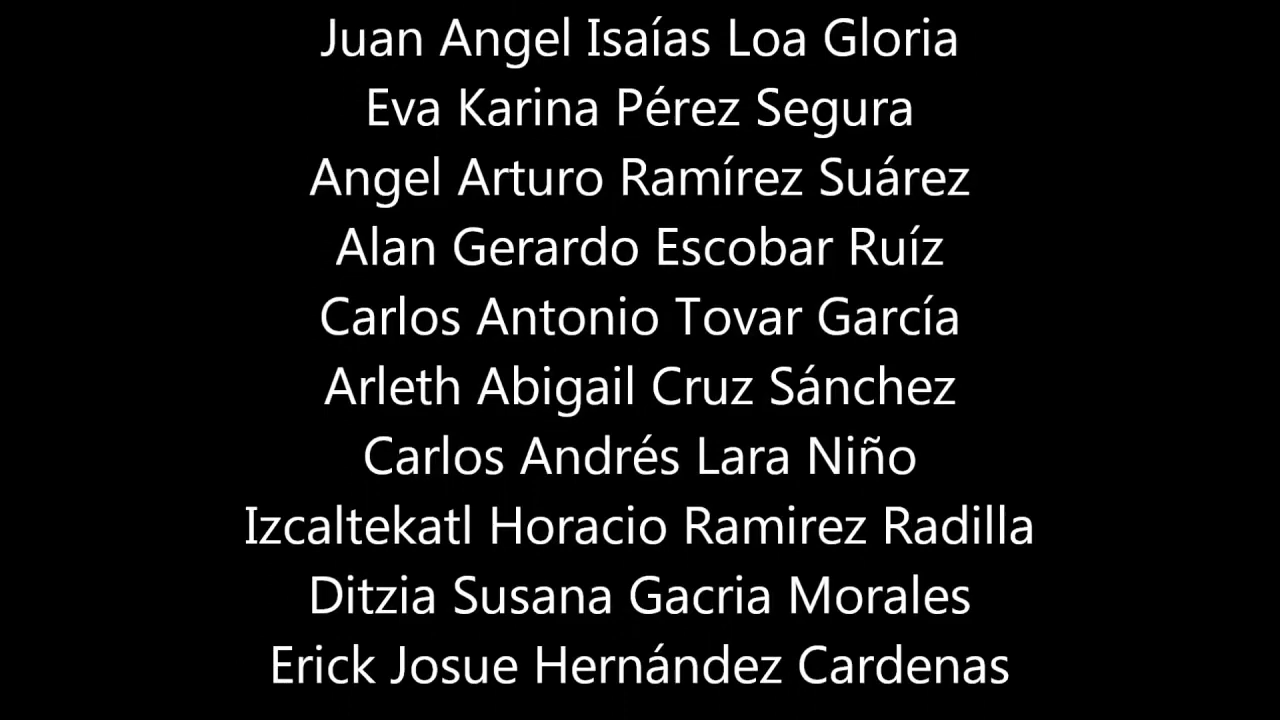 Juan Angel Isaías Loa Gloria
Eva Karina Pérez Segura
Angel Arturo Ramírez Suárez
Alan Gerardo Escobar Ruíz
Carlos Antonio Tovar García
Arleth Abigail Cruz Sánchez
Carlos Andrés Lara Niño
Izcaltekatl Horacio Ramirez Radilla
Ditzia Susana Gacria Morales
Erick Josue Hernández Cardenas